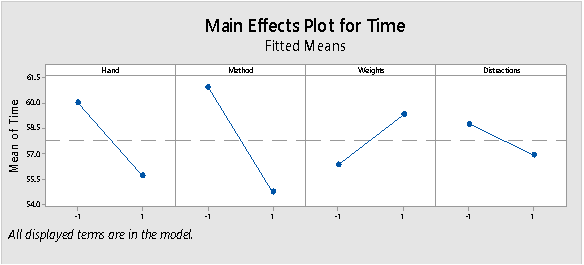 Main Effects Plot for Time
Fitted Means
Hand Method Weights Distractions
Mean of Time
61.5
60.0
58.5
57.0
55.5
54.0
-1 1 -1 1 -1 1 -1 1
All displayed terms are in the model.